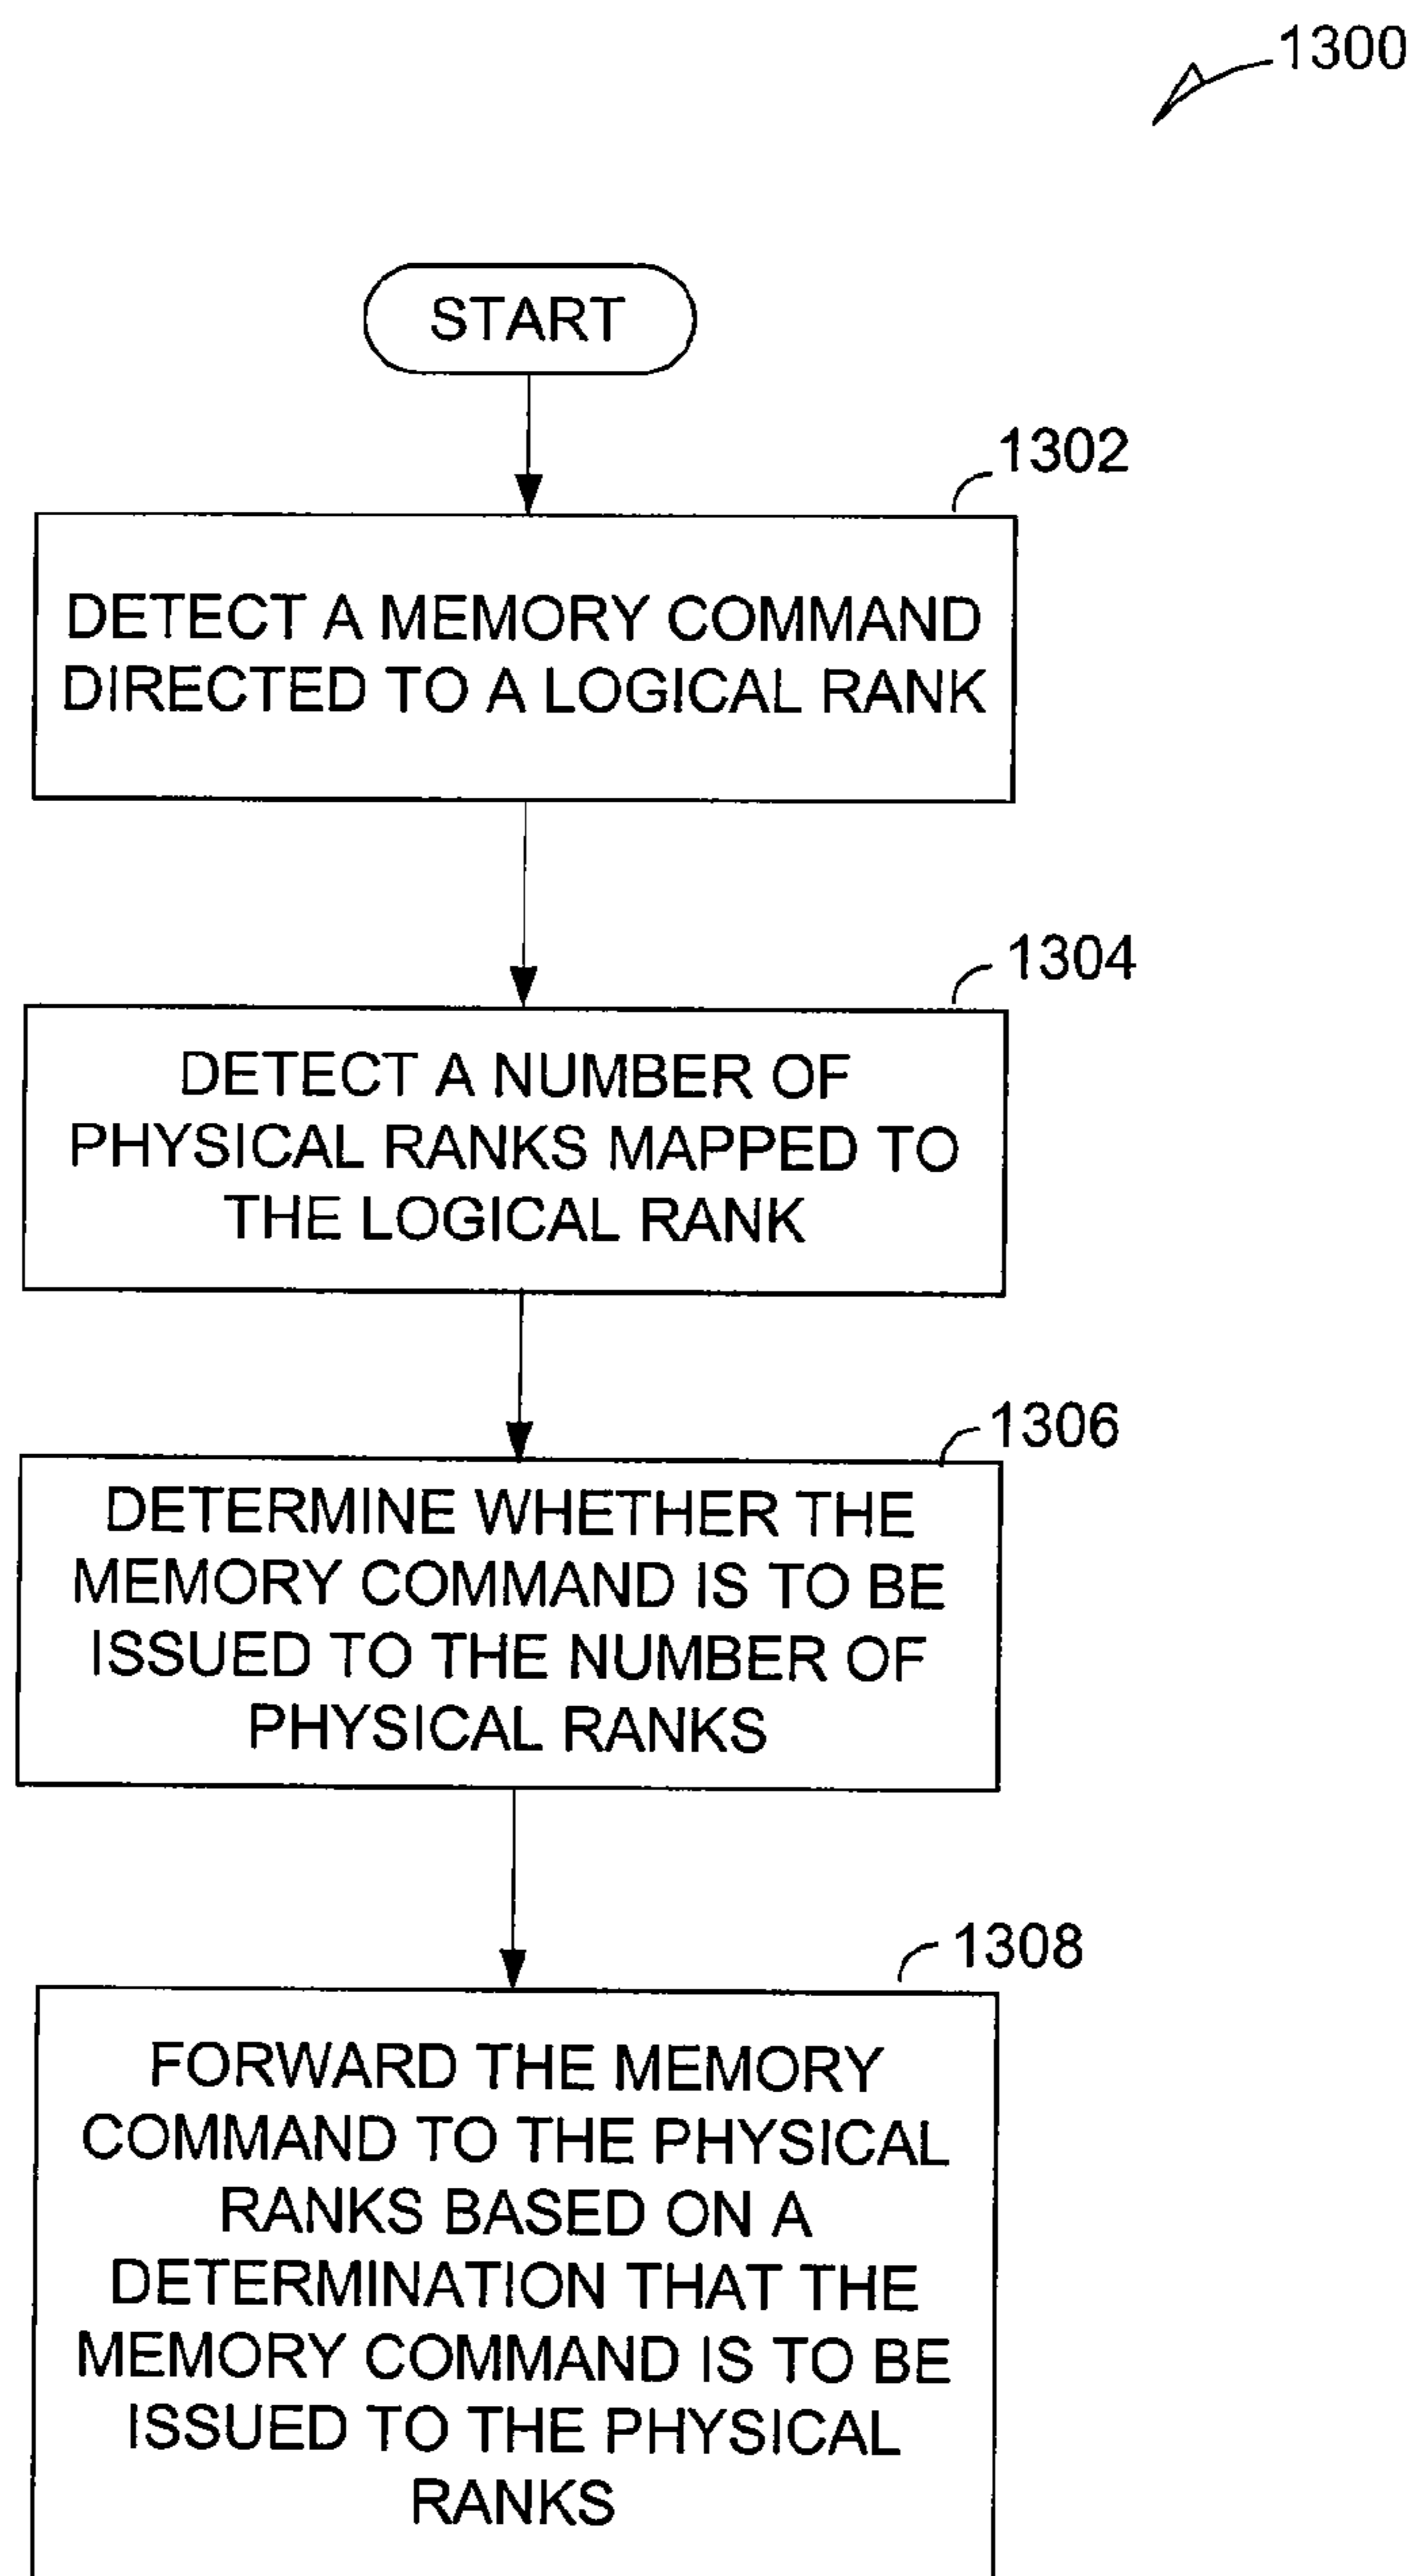 1300
START
1302
DETECT A MEMORY COMMAND
DIRECTED TO A LOGICAL RANK
1304
DETECT A NUMBER OF
PHYSICAL RANKS MAPPED TO
THE LOGICAL RANK
1306
DETERMINE WHETHER THE
MEMORY COMMAND IS TO BE
ISSUED TO THE NUMBER OF
PHYSICAL RANKS
1308
FORWARD THE MEMORY
COMMAND TO THE PHYSICAL
RANKS BASED ON A
DETERMINATION THAT THE
MEMORY COMMAND IS TO BE
ISSUED TO THE PHYSICAL
RANKS